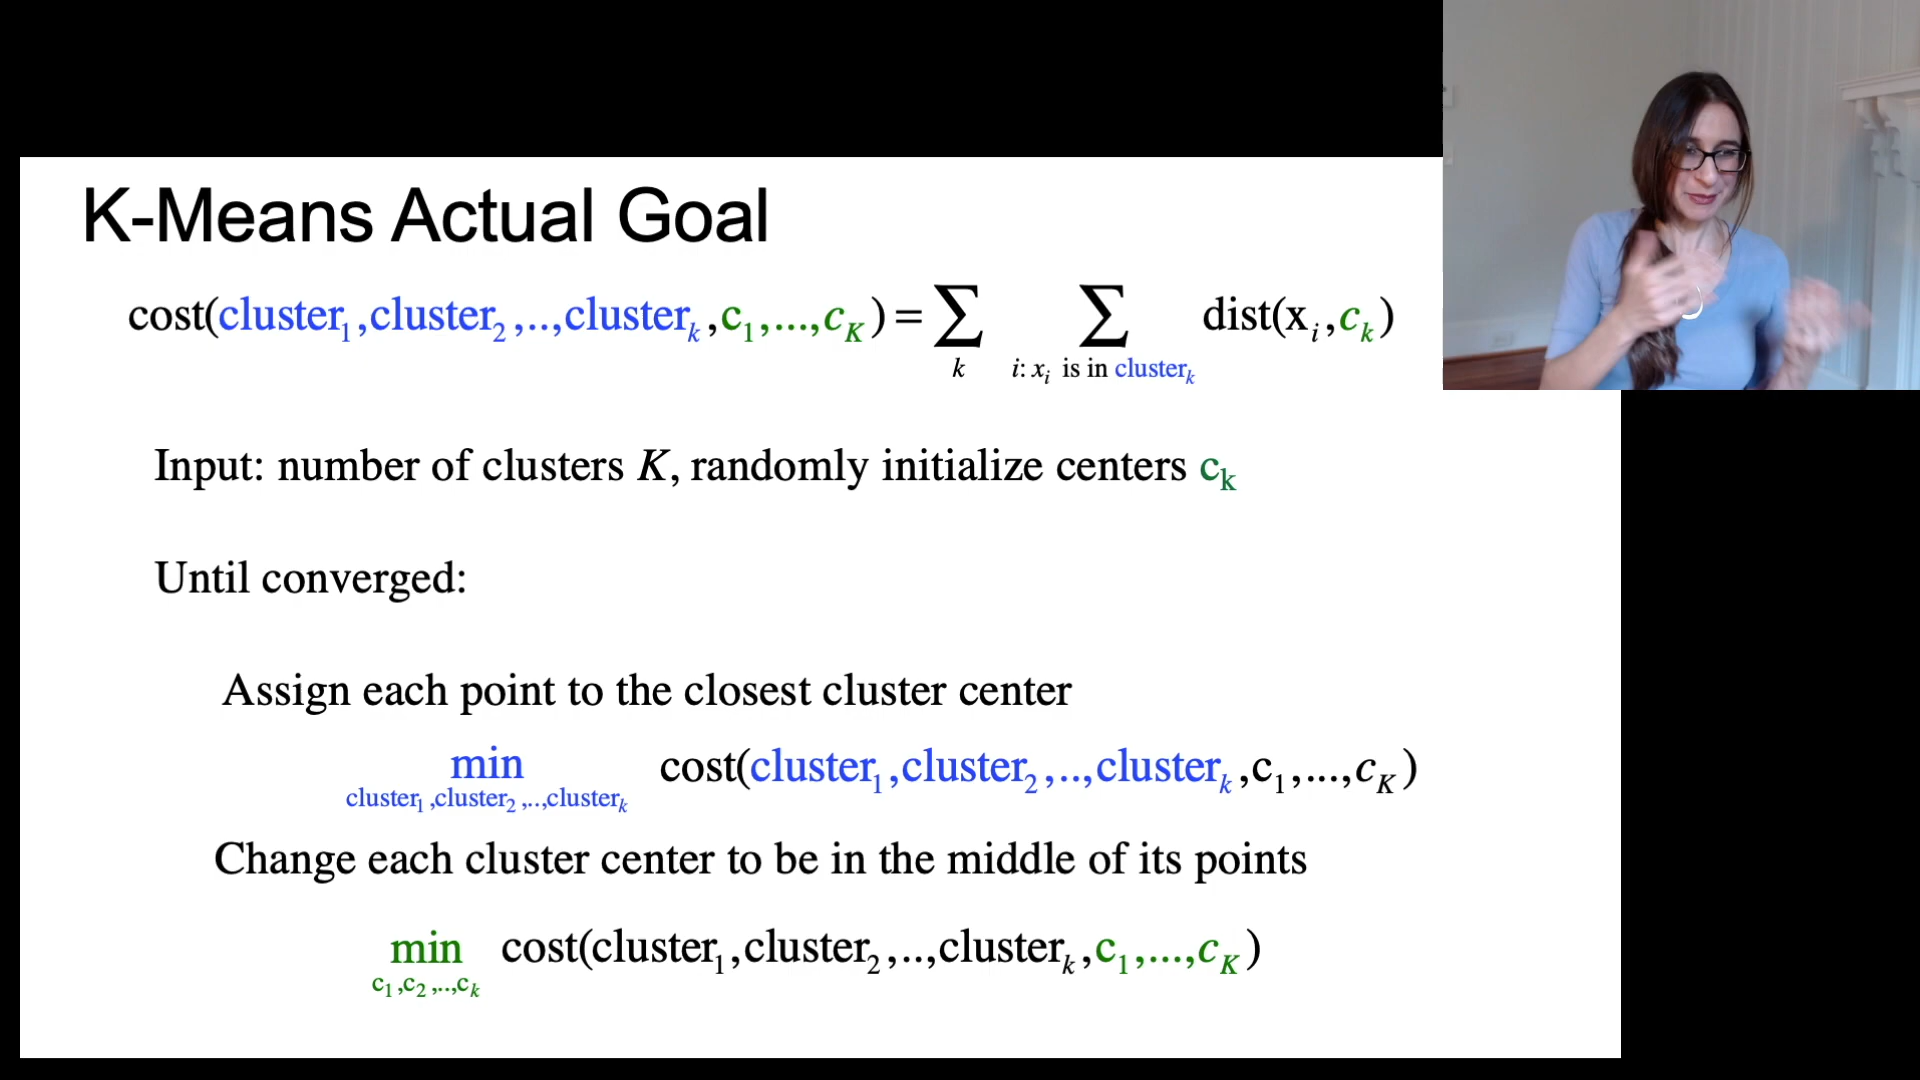 K-Means Actual Goal
cost(cluster₁,cluster₂,..,clusterₖ,c₁,...,c_K) = ∑ ∑ dist(xᵢ,cₖ)
k i: xᵢ is in clusterₖ
Input: number of clusters K, randomly initialize centers cₖ
Until converged:
Assign each point to the closest cluster center
min cost(cluster₁,cluster₂,..,clusterₖ,c₁,...,c_K)
cluster₁,cluster₂,..,clusterₖ
Change each cluster center to be in the middle of its points
min cost(cluster₁,cluster₂,..,clusterₖ,c₁,...,c_K)
c₁,c₂,..,cₖ